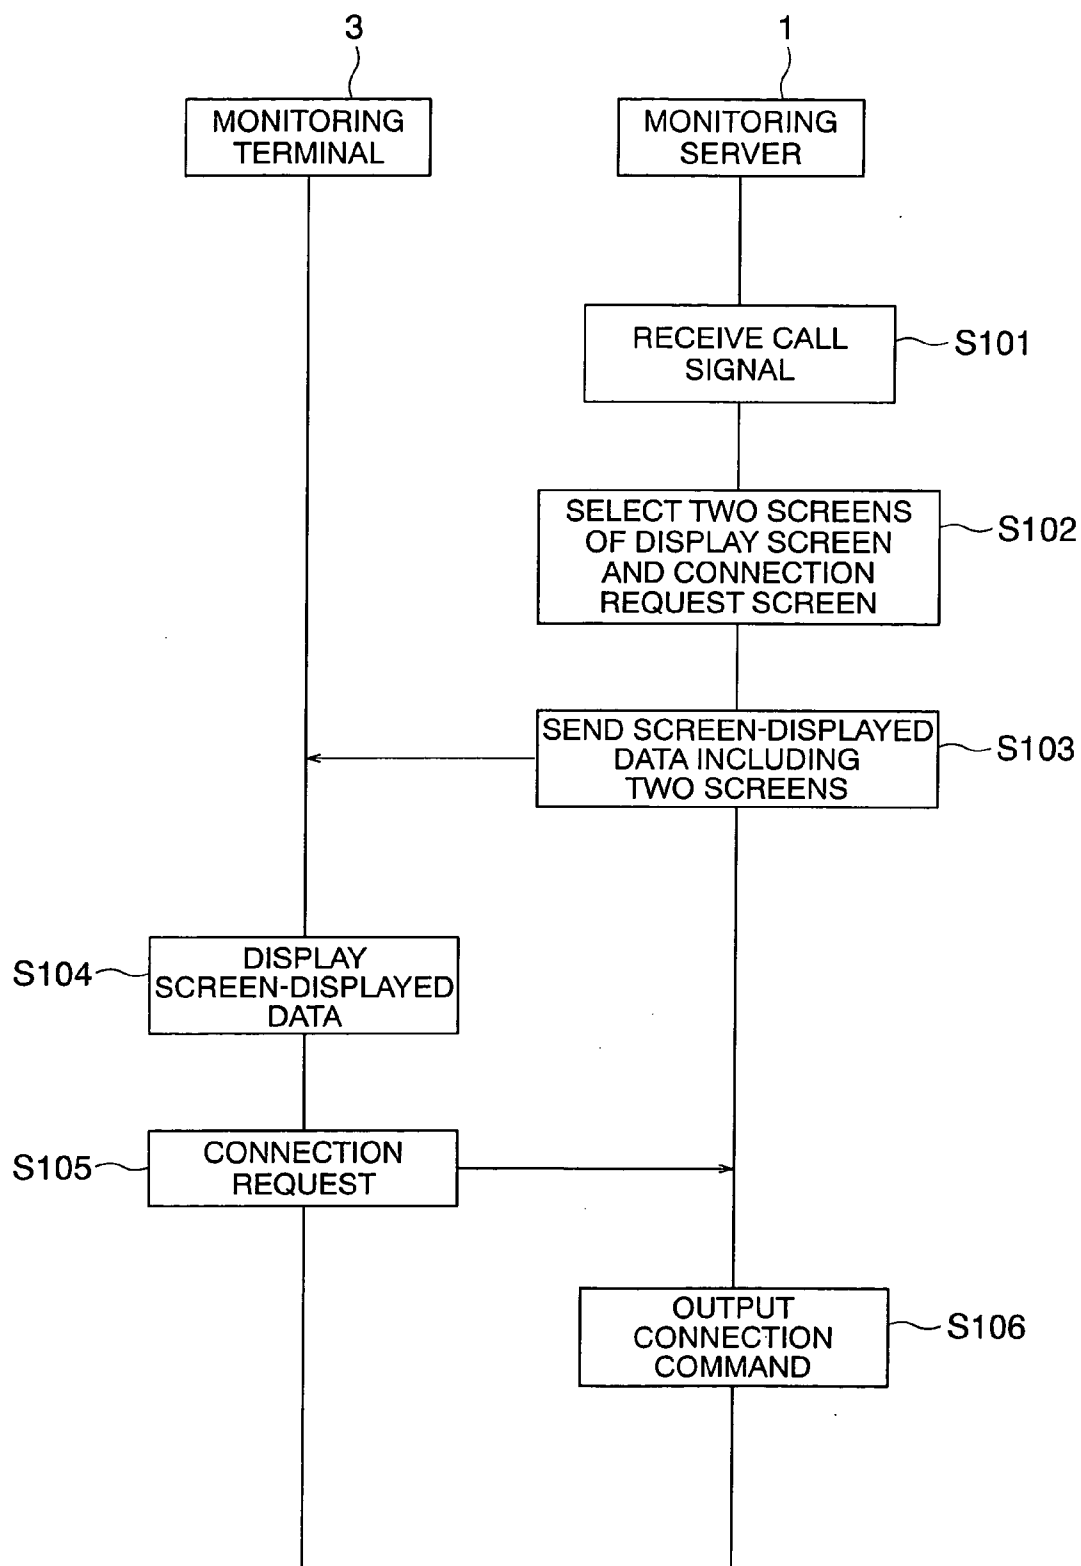 3
1
MONITORING
TERMINAL
MONITORING
SERVER
RECEIVE CALL
SIGNAL
S101
SELECT TWO SCREENS
OF DISPLAY SCREEN
AND CONNECTION
REQUEST SCREEN
S102
SEND SCREEN-DISPLAYED
DATA INCLUDING
TWO SCREENS
S103
S104
DISPLAY
SCREEN-DISPLAYED
DATA
S105
CONNECTION
REQUEST
OUTPUT
CONNECTION
COMMAND
S106